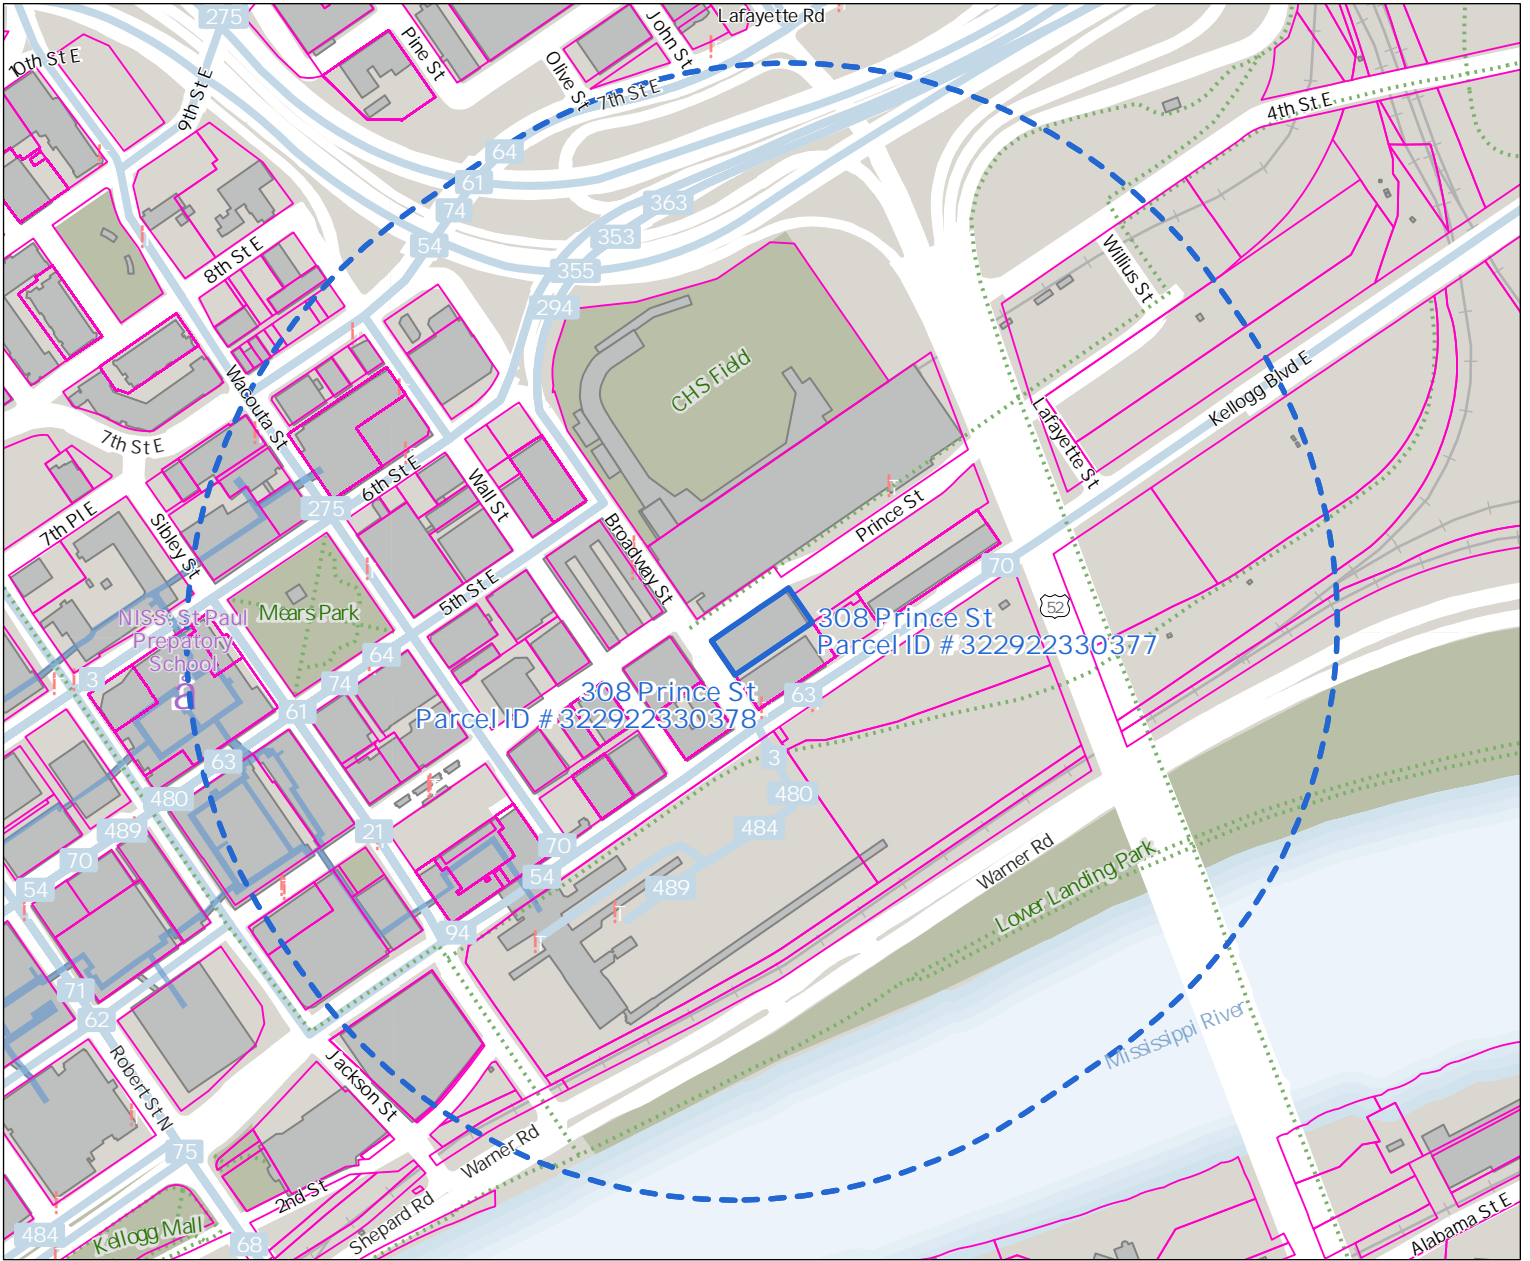 275
Lafayette Rd
10th St E
Pine St
John St
Olive St
9th St E
7th St E
4th St E
64
61
74
363
353
54
355
8th St E
294
Willius St
CHS Field
Wacouta St
Kellogg Blvd E
7th St E
Lafayette St
6th St E
Wall St
275
Prince St
7th Pl E
Sibley St
Broadway St
70
5th St E
52
NISS: St Paul
Prepatory
School
a
Mears Park
308 Prince St
Parcel ID # 322922330377
64
3
74
308 Prince St
Parcel ID # 322922330378
63
61
63
3
480
480
489
21
484
70
70
54
54
489
Warner Rd
Lower Landing Park
94
71
62
Mississippi River
Robert St N
Jackson St
75
Warner Rd
2nd St
Shepard Rd
484
Kellogg Mall
68
Alabama St E